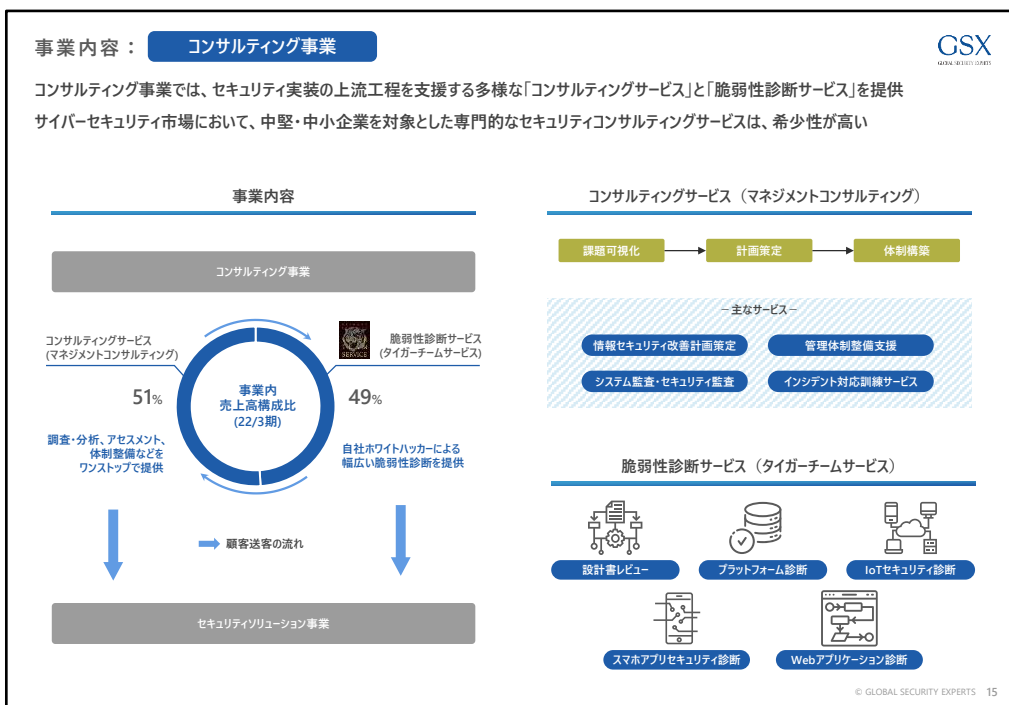 事業内容：
コンサルティング事業
GSX
GLOBAL SECURITY EXPERTS
コンサルティング事業では、セキュリティ実装の上流工程を支援する多様な「コンサルティングサービス」と「脆弱性診断サービス」を提供
サイバーセキュリティ市場において、中堅・中小企業を対象とした専門的なセキュリティコンサルティングサービスは、希少性が高い
事業内容
コンサルティング事業
コンサルティングサービス
(マネジメントコンサルティング)
51%
調査・分析、アセスメント、
体制整備などを
ワンストップで提供
事業内
売上高構成比
(22/3期)
SERVICE
脆弱性診断サービス
(タイガーチームサービス)
49%
自社ホワイトハッカーによる
幅広い脆弱性診断を提供
顧客送客の流れ
セキュリティソリューション事業
コンサルティングサービス（マネジメントコンサルティング）
課題可視化
計画策定
体制構築
－主なサービス－
情報セキュリティ改善計画策定
管理体制整備支援
システム監査・セキュリティ監査
インシデント対応訓練サービス
脆弱性診断サービス（タイガーチームサービス）
設計書レビュー
プラットフォーム診断
IoTセキュリティ診断
スマホアプリセキュリティ診断
Webアプリケーション診断
© GLOBAL SECURITY EXPERTS 15